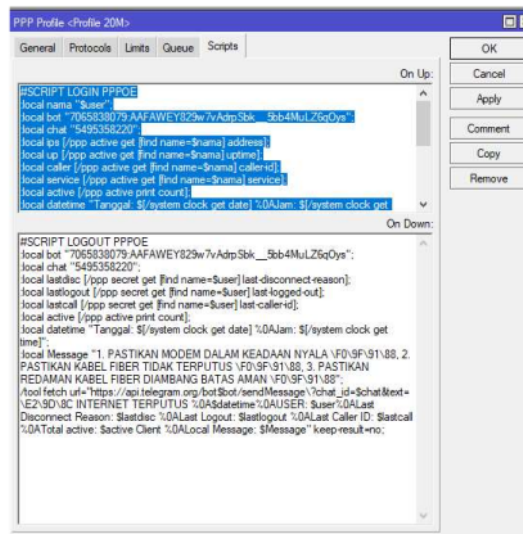 PPP Profile <Profile 20M>
General Protocols Limits Queue Scripts
OK
Cancel
Apply
Comment
Copy
Remove
On Up:
#SCRIPT LOGIN PPPOE
:local nama "$user";
:local bot "7065838079:AAFAWEY829w7vAdrpSbk__5bb4MuLZ6qOys";
:local chat "5495358220";
:local ips [/ppp active get [find name=$nama] address];
:local up [/ppp active get [find name=$nama] uptime];
:local caller [/ppp active get [find name=$nama] caller-id];
:local service [/ppp active get [find name=$nama] service];
:local active [/ppp active print count];
:local datetime "Tanggal: $[/system clock get date] %0AJam: $[/system clock get
On Down:
#SCRIPT LOGOUT PPPOE
:local bot "7065838079:AAFAWEY829w7vAdrpSbk__5bb4MuLZ6qOys";
:local chat "5495358220";
:local lastdisc [/ppp secret get [find name=$user] last-disconnect-reason];
:local lastlogout [/ppp secret get [find name=$user] last-logged-out];
:local lastcall [/ppp secret get [find name=$user] last-caller-id];
:local active [/ppp active print count];
:local datetime "Tanggal: $[/system clock get date] %0AJam: $[/system clock get
time]";
:local Message "1. PASTIKAN MODEM DALAM KEADAAN NYALA \F0\9F\91\88, 2.
PASTIKAN KABEL FIBER TIDAK TERPUTUS \F0\9F\91\88, 3. PASTIKAN
REDAMAN KABEL FIBER DIAMBANG BATAS AMAN \F0\9F\91\88";
/tool fetch url="https://api.telegram.org/bot$bot/sendMessage\?chat_id=$chat&text=
\E2\9D\8C INTERNET TERPUTUS %0A$datetime%0AUSER: $user%0ALast
Disconnect Reason: $lastdisc %0ALast Logout: $lastlogout %0ALast Caller ID: $lastcall
%0ATotal active: $active Client %0ALocal Message: $Message" keep-result=no;